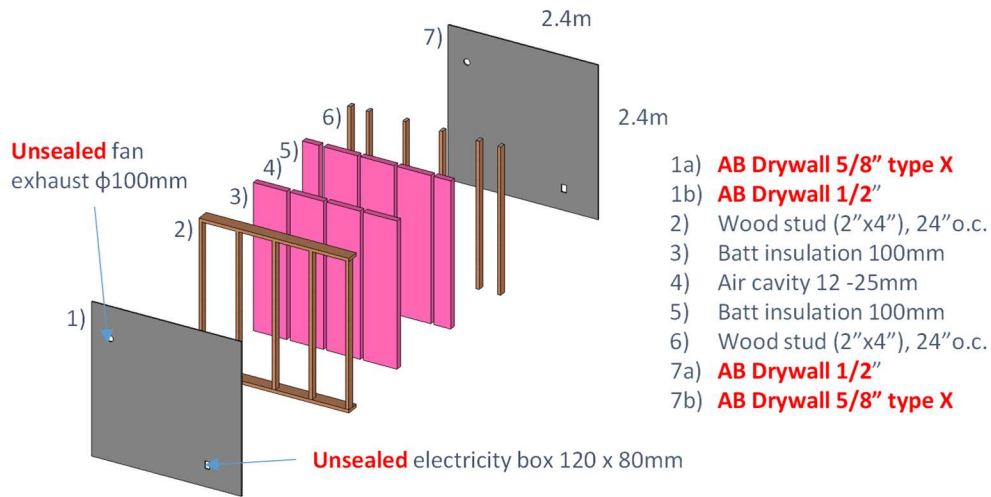 2.4m
7)
2.4m
6)
Unsealed fan
exhaust ϕ100mm
5)
4)
3)
2)
1)
Unsealed electricity box 120 x 80mm
1a) AB Drywall 5/8” type X
1b) AB Drywall 1/2”
2) Wood stud (2”x4”), 24”o.c.
3) Batt insulation 100mm
4) Air cavity 12 -25mm
5) Batt insulation 100mm
6) Wood stud (2”x4”), 24”o.c.
7a) AB Drywall 1/2”
7b) AB Drywall 5/8” type X